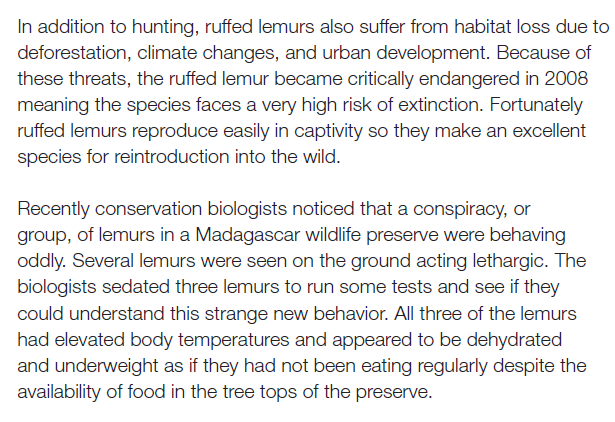 In addition to hunting, ruffed lemurs also suffer from habitat loss due to
deforestation, climate changes, and urban development. Because of
these threats, the ruffed lemur became critically endangered in 2008
meaning the species faces a very high risk of extinction. Fortunately
ruffed lemurs reproduce easily in captivity so they make an excellent
species for reintroduction into the wild.

Recently conservation biologists noticed that a conspiracy, or
group, of lemurs in a Madagascar wildlife preserve were behaving
oddly. Several lemurs were seen on the ground acting lethargic. The
biologists sedated three lemurs to run some tests and see if they
could understand this strange new behavior. All three of the lemurs
had elevated body temperatures and appeared to be dehydrated
and underweight as if they had not been eating regularly despite the
availability of food in the tree tops of the preserve.